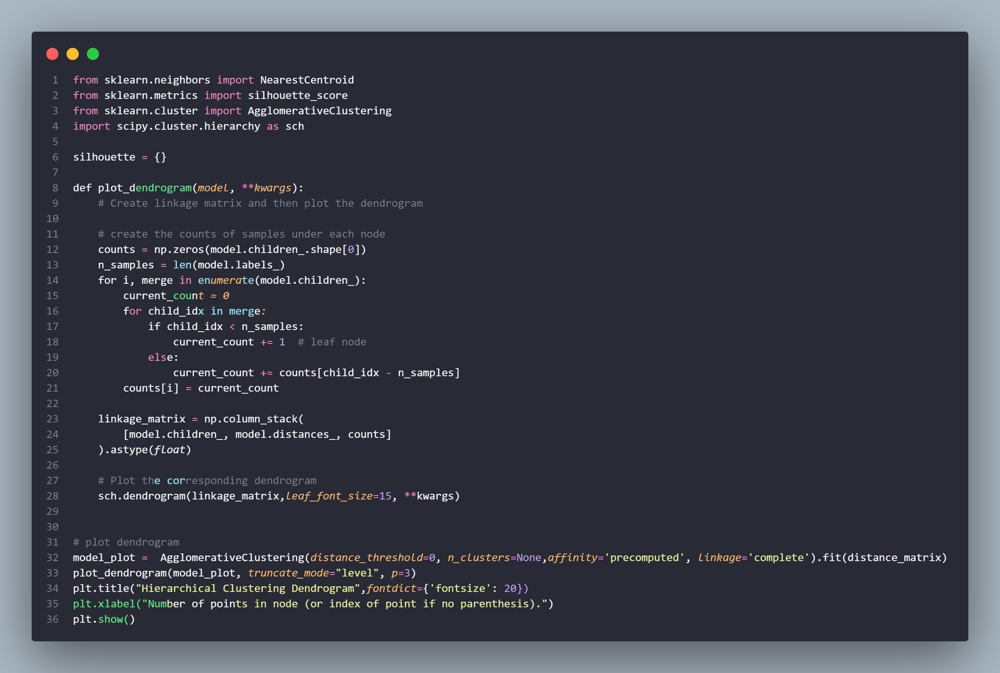 1 from sklearn.neighbors import NearestCentroid
2 from sklearn.metrics import silhouette_score
3 from sklearn.cluster import AgglomerativeClustering
4 import scipy.cluster.hierarchy as sch
5
6 silhouette = {}
7
8 def plot_dendrogram(model, **kwargs):
9     # Create linkage matrix and then plot the dendrogram
10
11     # create the counts of samples under each node
12     counts = np.zeros(model.children_.shape[0])
13     n_samples = len(model.labels_)
14     for i, merge in enumerate(model.children_):
15         current_count = 0
16         for child_idx in merge:
17             if child_idx < n_samples:
18                 current_count += 1  # leaf node
19             else:
20                 current_count += counts[child_idx - n_samples]
21         counts[i] = current_count
22
23     linkage_matrix = np.column_stack(
24         [model.children_, model.distances_, counts]
25     ).astype(float)
26
27     # Plot the corresponding dendrogram
28     sch.dendrogram(linkage_matrix,leaf_font_size=15, **kwargs)
29
30
31 # plot dendrogram
32 model_plot =  AgglomerativeClustering(distance_threshold=0, n_clusters=None,affinity='precomputed', linkage='complete').fit(distance_matrix)
33 plot_dendrogram(model_plot, truncate_mode="level", p=3)
34 plt.title("Hierarchical Clustering Dendrogram",fontdict={'fontsize': 20})
35 plt.xlabel("Number of points in node (or index of point if no parenthesis).")
36 plt.show()